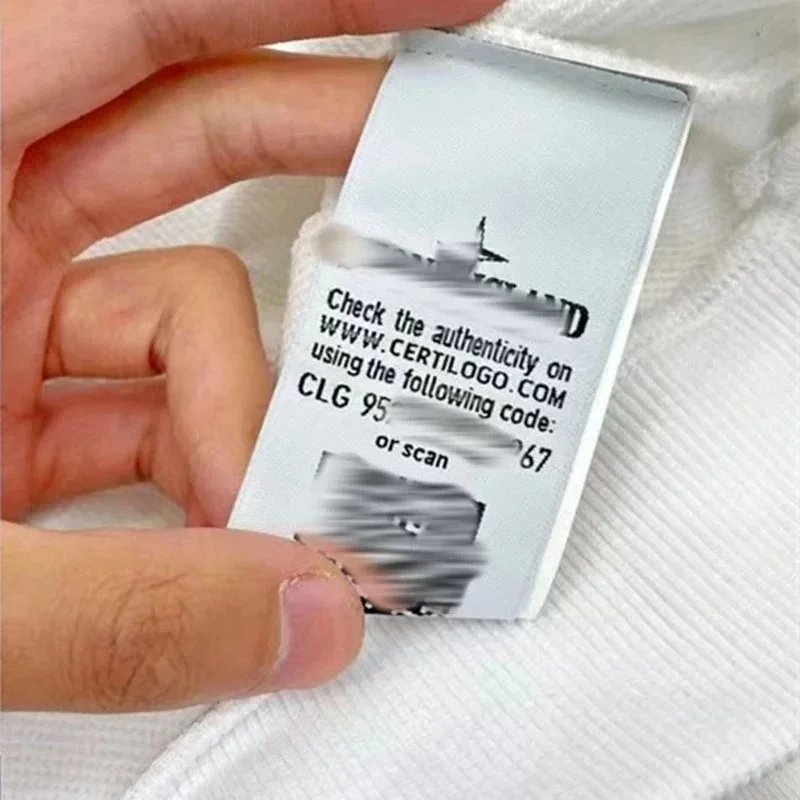 Check the authenticity on
WWW.CERTILOGO.COM
using the following code:
CLG 95 67
or scan